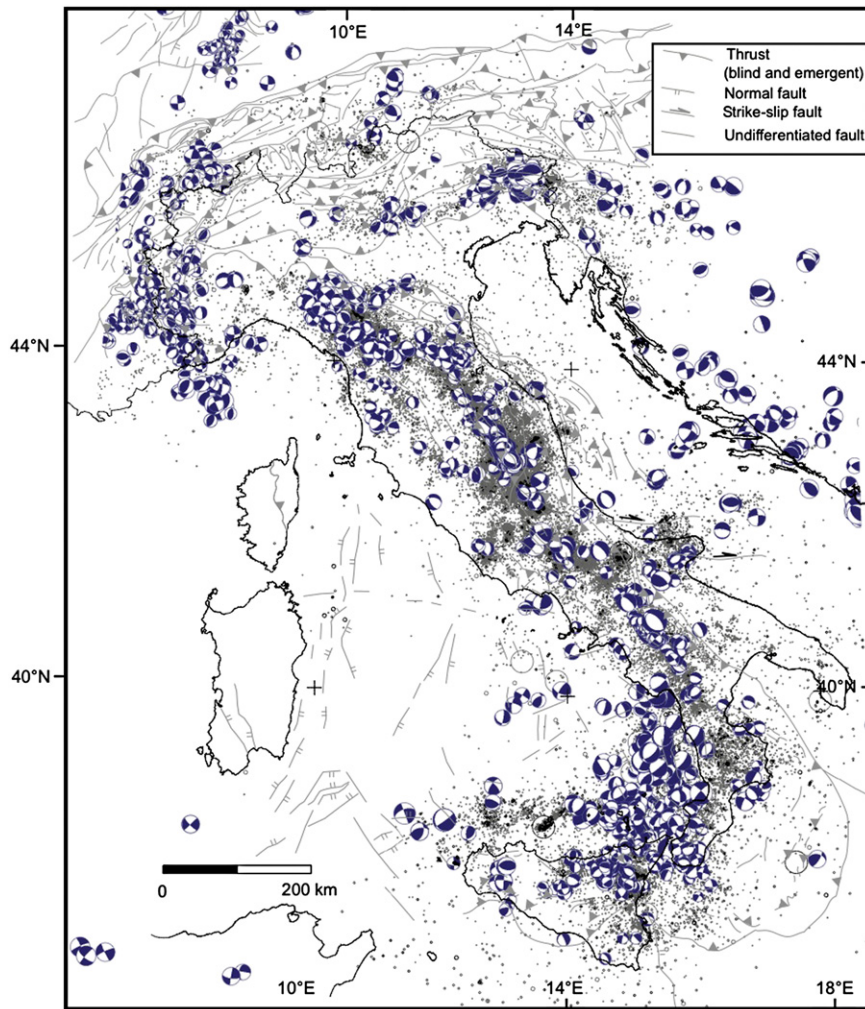 10°E
14°E
Thrust
(blind and emergent)
Normal fault
Strike-slip fault
Undifferentiated fault
44°N
44°N
40°N
40°N
0
200 km
10°E
14°E
18°E